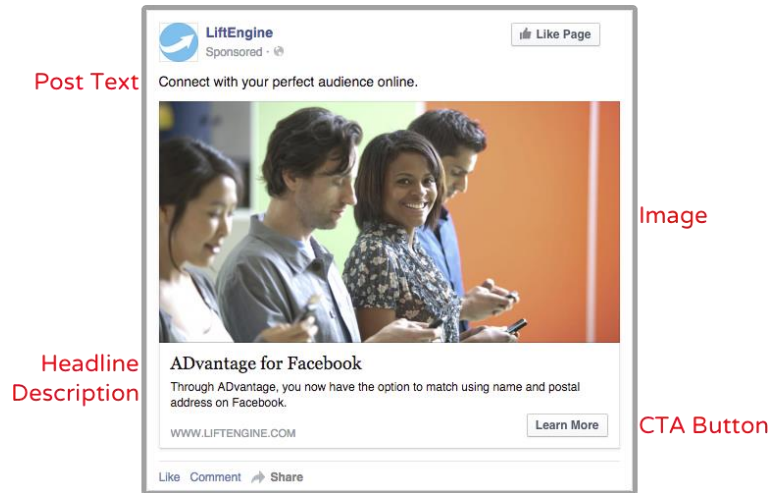 LiftEngine
Like Page
Sponsored ·
Post Text
Connect with your perfect audience online.
Image
Headline
ADvantage for Facebook
Description
Through ADvantage, you now have the option to match using name and postal
address on Facebook.
WWW.LIFTENGINE.COM
Learn More
CTA Button
Like Comment Share